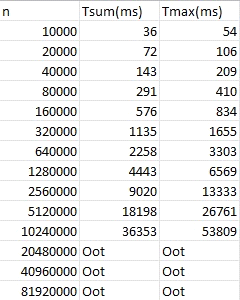 n Tsum(ms) Tmax(ms)
10000 36 54
20000 72 106
40000 143 209
80000 291 410
160000 576 834
320000 1135 1655
640000 2258 3303
1280000 4443 6569
2560000 9020 13333
5120000 18198 26761
10240000 36353 53809
20480000 Oot Oot
40960000 Oot Oot
81920000 Oot Oot